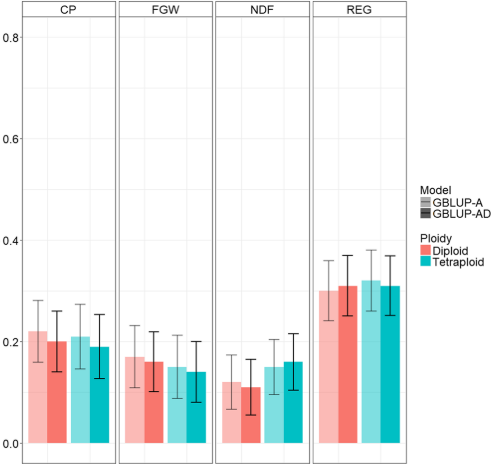 CP FGW NDF REG
0.8
0.6
0.4
0.2
0.0
Model
GBLUP-A
GBLUP-AD
Ploidy
Diploid
Tetraploid